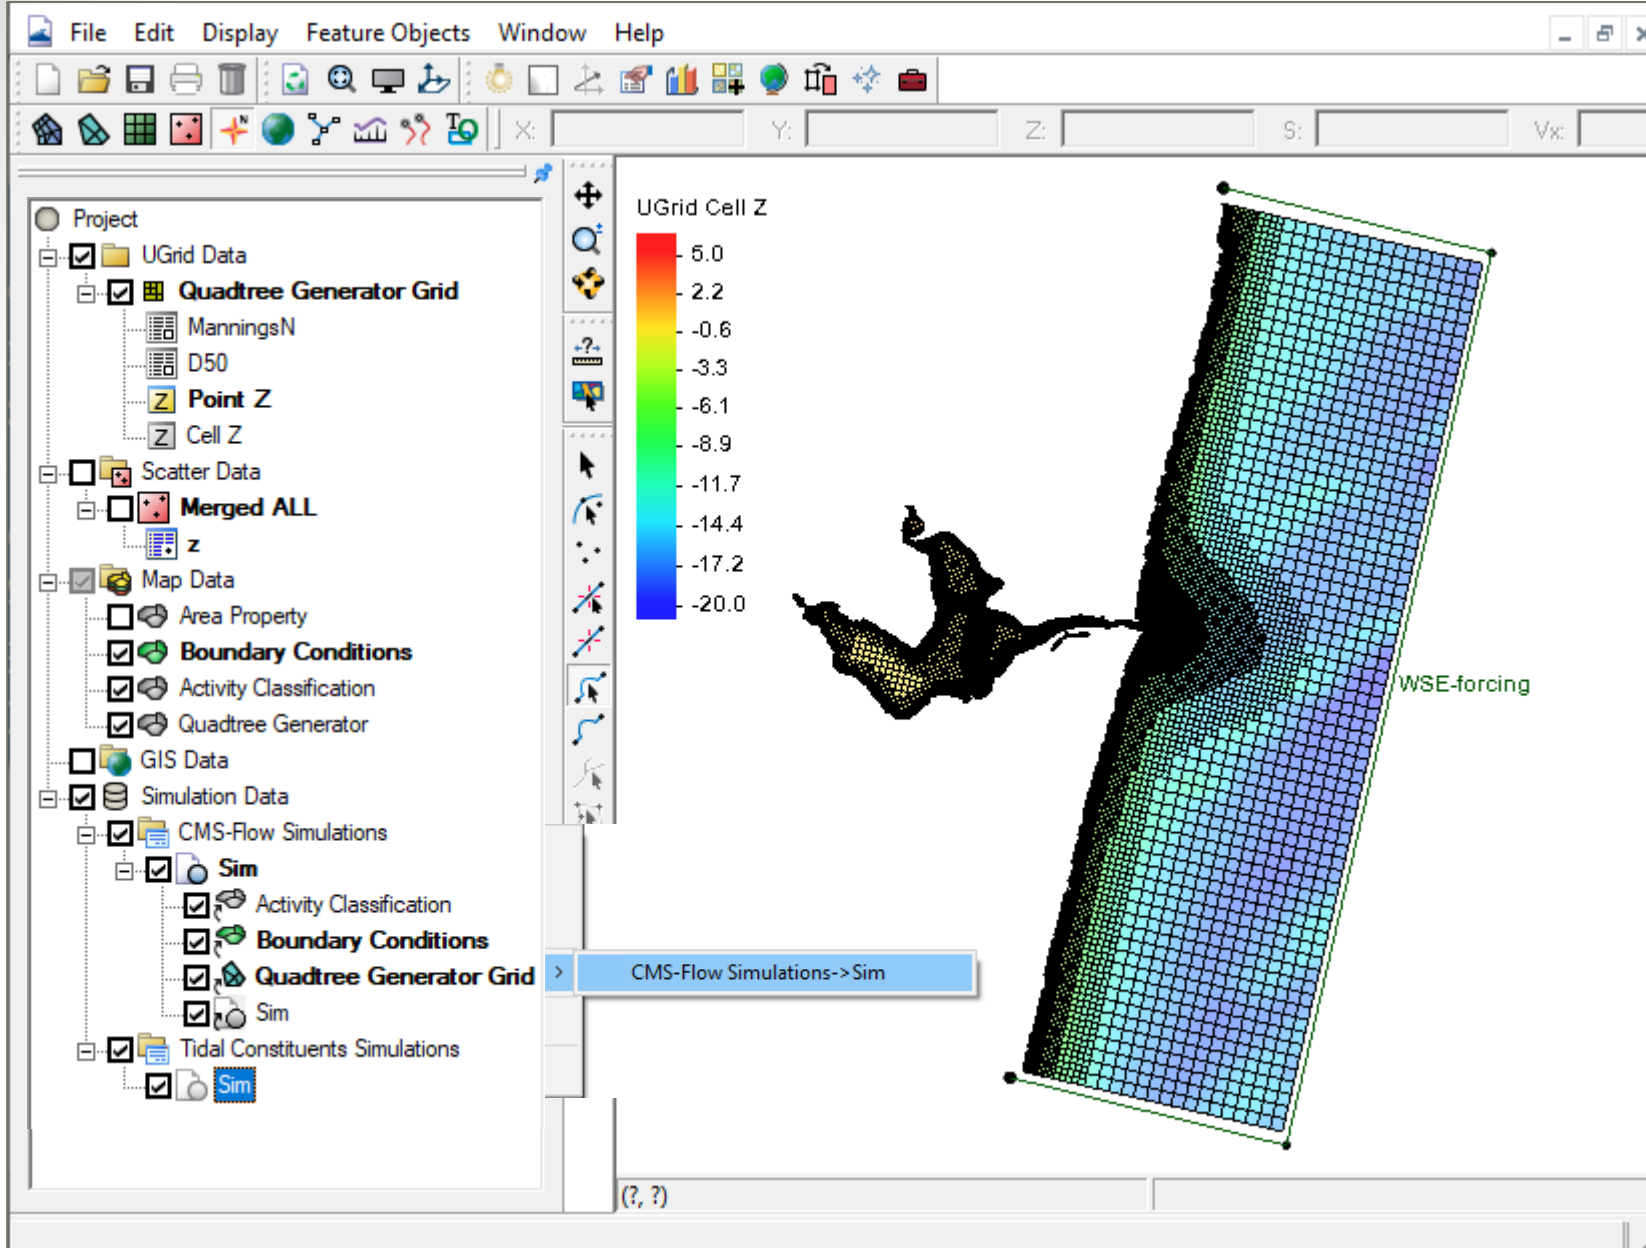 File Edit Display Feature Objects Window Help
X: Y: Z: S: Vx:
Project
UGrid Data
Quadtree Generator Grid
ManningsN
D50
Point Z
Cell Z
Scatter Data
Merged ALL
z
Map Data
Area Property
Boundary Conditions
Activity Classification
Quadtree Generator
GIS Data
Simulation Data
CMS-Flow Simulations
Sim
Activity Classification
Boundary Conditions
Quadtree Generator Grid
Sim
Tidal Constituents Simulations
Sim
CMS-Flow Simulations->Sim
UGrid Cell Z
5.0
2.2
-0.6
-3.3
-6.1
-8.9
-11.7
-14.4
-17.2
-20.0
WSE-forcing
(?, ?)